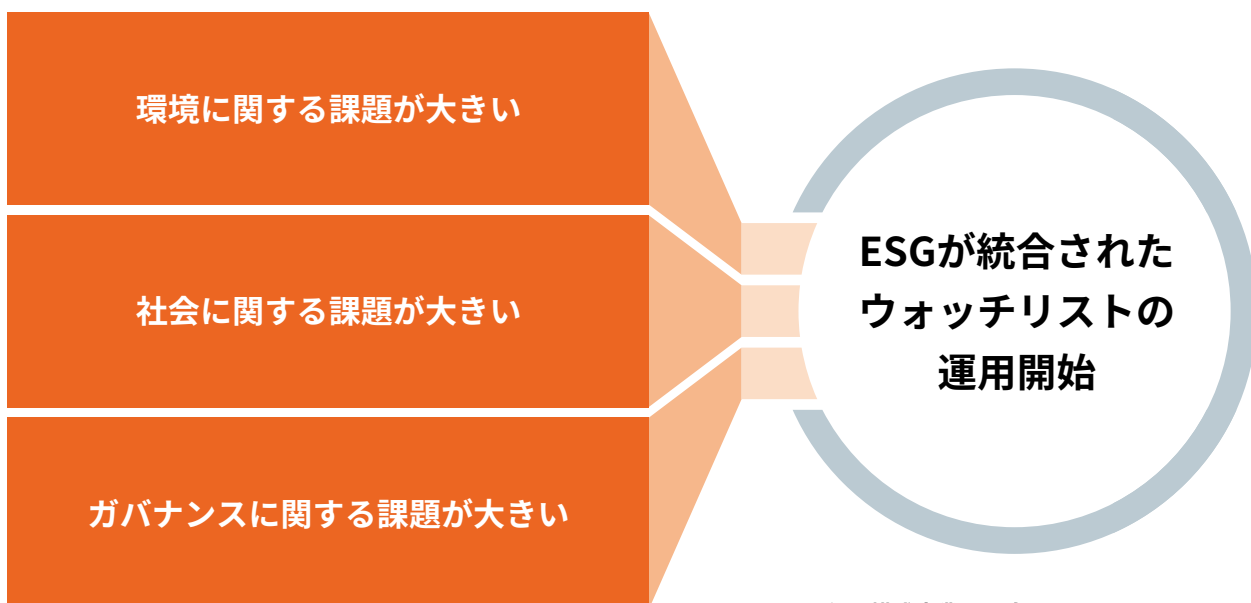 環境に関する課題が大きい
社会に関する課題が大きい
ガバナンスに関する課題が大きい
ESGが統合された
ウォッチリストの
運用開始